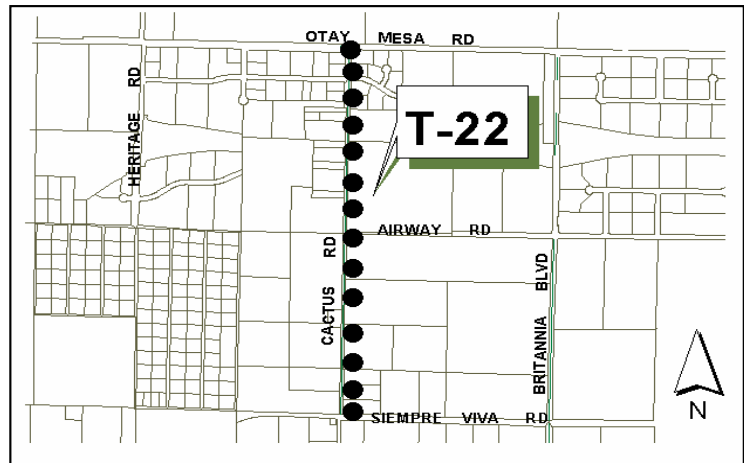 OTAY MESA RD
HERITAGE RD
T-22
AIRWAY RD
CACTUS RD
BRITANNIA BLVD
SIEMPRE VIVA RD
N